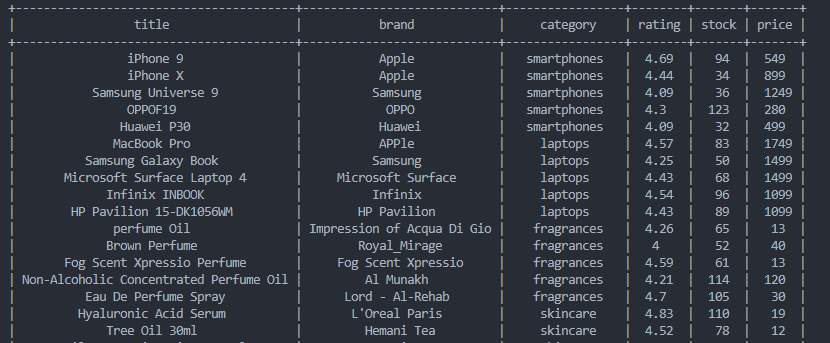 title | brand | category | rating | stock | price
iPhone 9 | Apple | smartphones | 4.69 | 94 | 549
iPhone X | Apple | smartphones | 4.44 | 34 | 899
Samsung Universe 9 | Samsung | smartphones | 4.09 | 36 | 1249
OPPOF19 | OPPO | smartphones | 4.3 | 123 | 280
Huawei P30 | Huawei | smartphones | 4.09 | 32 | 499
MacBook Pro | APPle | laptops | 4.57 | 83 | 1749
Samsung Galaxy Book | Samsung | laptops | 4.25 | 50 | 1499
Microsoft Surface Laptop 4 | Microsoft Surface | laptops | 4.43 | 68 | 1499
Infinix INBOOK | Infinix | laptops | 4.54 | 96 | 1099
HP Pavilion 15-DK1056WM | HP Pavilion | laptops | 4.43 | 89 | 1099
perfume Oil | Impression of Acqua Di Gio | fragrances | 4.26 | 65 | 13
Brown Perfume | Royal_Mirage | fragrances | 4 | 52 | 40
Fog Scent Xpressio Perfume | Fog Scent Xpressio | fragrances | 4.59 | 61 | 13
Non-Alcoholic Concentrated Perfume Oil | Al Munakh | fragrances | 4.21 | 114 | 120
Eau De Perfume Spray | Lord - Al-Rehab | fragrances | 4.7 | 105 | 30
Hyaluronic Acid Serum | L'Oreal Paris | skincare | 4.83 | 110 | 19
Tree Oil 30ml | Hemani Tea | skincare | 4.52 | 78 | 12